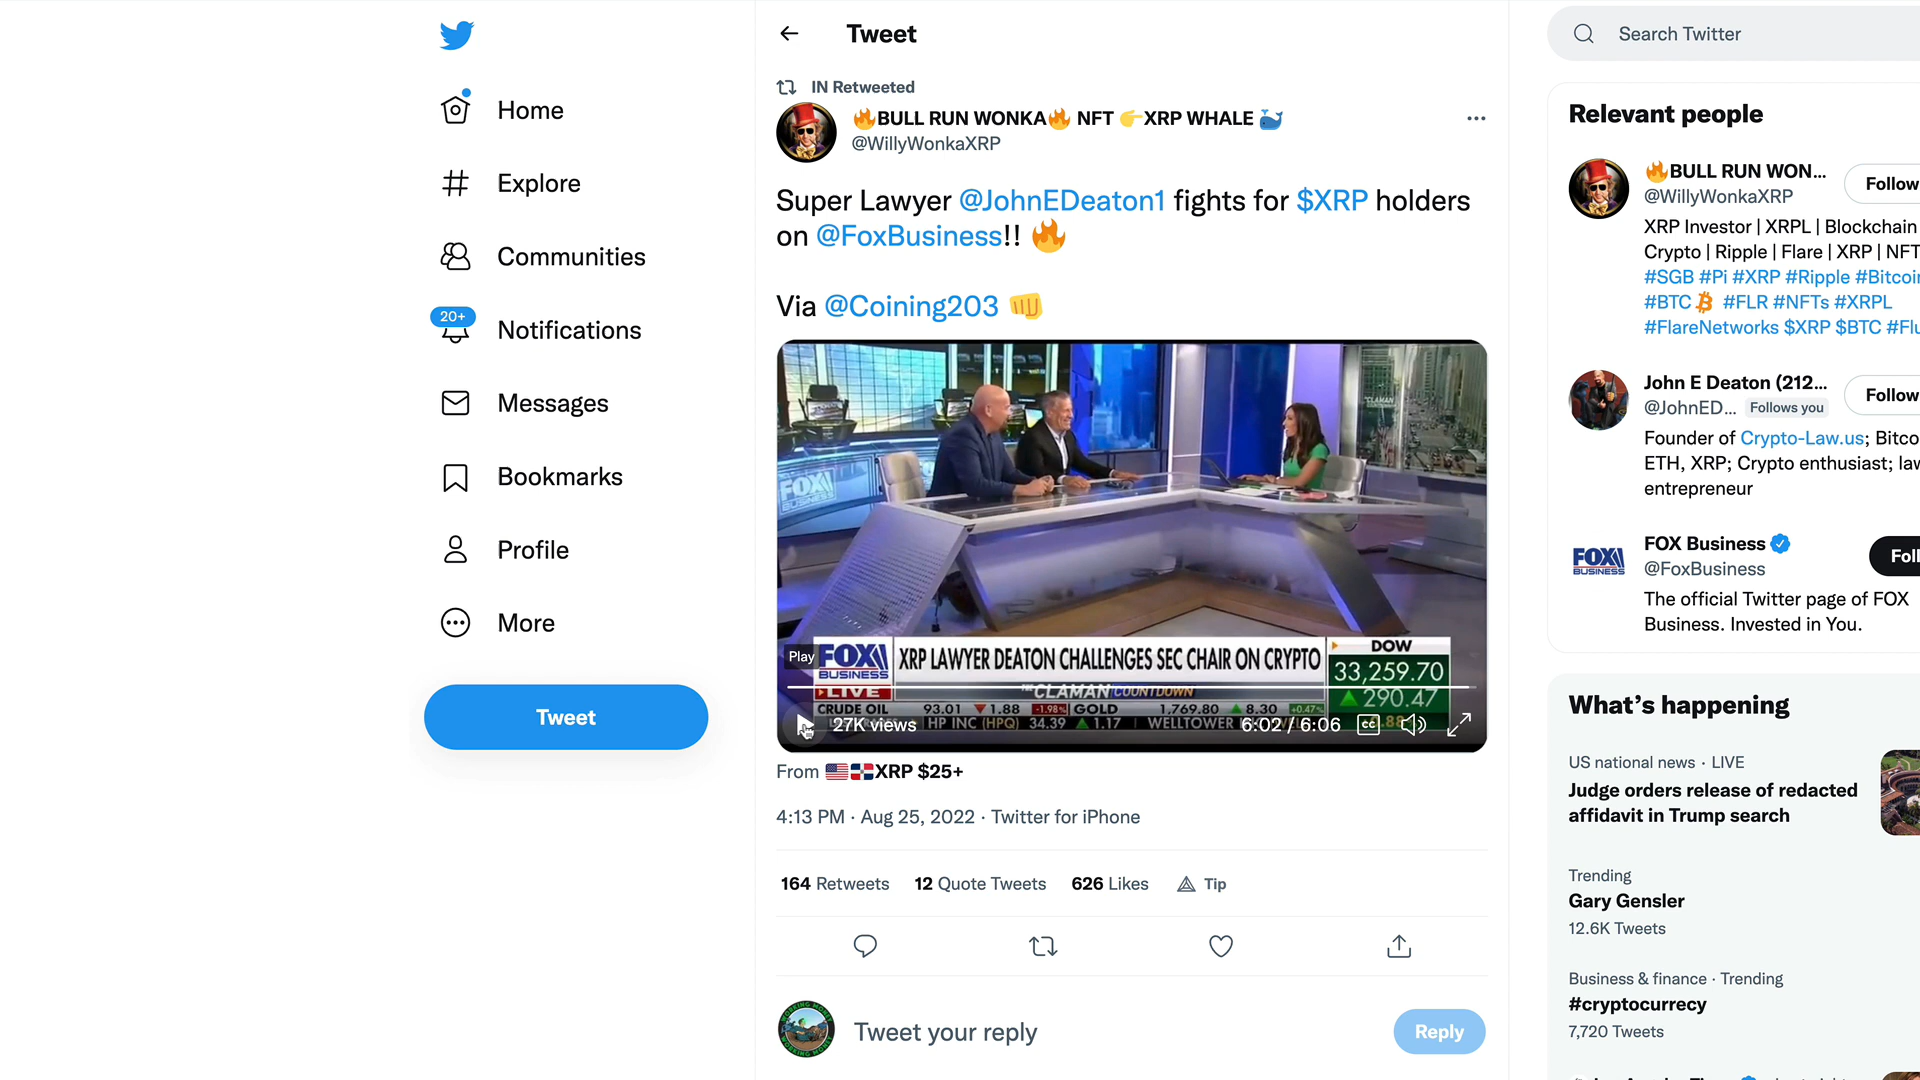 Home
Explore
Communities
20+
Notifications
Messages
Bookmarks
Profile
More
Tweet
Tweet
IN Retweeted
🔥BULL RUN WONKA🔥 NFT 👉XRP WHALE 🐳
@WillyWonkaXRP
Super Lawyer @JohnEDeaton1 fights for $XRP holders
on @FoxBusiness!! 🔥
Via @Coining203 👊
FOX
BUSINESS
CLAMAN
Play
FOX
BUSINESS
XRP LAWYER DEATON CHALLENGES SEC CHAIR ON CRYPTO
DOW
33,259.70
▲ 290.47
LIVE
THE CLAMAN COUNTDOWN
CRUDE OIL 93.01 ▼1.88 -1.98% GOLD 1,769.80 ▲ 8.30 +0.47%
HP INC (HPQ) 34.39 ▲ 1.17 WELLTOWER
27K views
6:02 / 6:06
CC
From 🇺🇸🇩🇴XRP $25+
4:13 PM · Aug 25, 2022 · Twitter for iPhone
164 Retweets 12 Quote Tweets 626 Likes Tip
Tweet your reply
Reply
Search Twitter
Relevant people
🔥BULL RUN WON...
@WillyWonkaXRP
Follow
XRP Investor | XRPL | Blockchain
Crypto | Ripple | Flare | XRP | NFT
#SGB #Pi #XRP #Ripple #Bitcoin
#BTC #FLR #NFTs #XRPL
#FlareNetworks $XRP $BTC #Flu
John E Deaton (212...
@JohnED... Follows you
Follow
Founder of Crypto-Law.us; Bitco
ETH, XRP; Crypto enthusiast; law
entrepreneur
FOX
BUSINESS
FOX Business
@FoxBusiness
Foll
The official Twitter page of FOX
Business. Invested in You.
What's happening
US national news · LIVE
Judge orders release of redacted
affidavit in Trump search
Trending
Gary Gensler
12.6K Tweets
Business & finance · Trending
#cryptocurrecy
7,720 Tweets